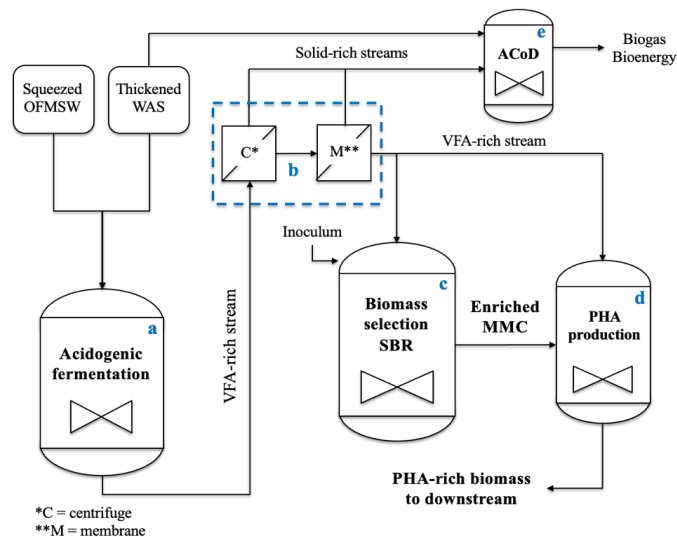 e
ACoD
Biogas
Bioenergy
Solid-rich streams
Squeezed
OFMSW
Thickened
WAS
C*
b
M**
VFA-rich stream
Inoculum
c
Biomass
selection
SBR
Enriched
MMC
d
PHA
production
a
Acidogenic
fermentation
VFA-rich stream
PHA-rich biomass
to downstream
*C = centrifuge
**M = membrane